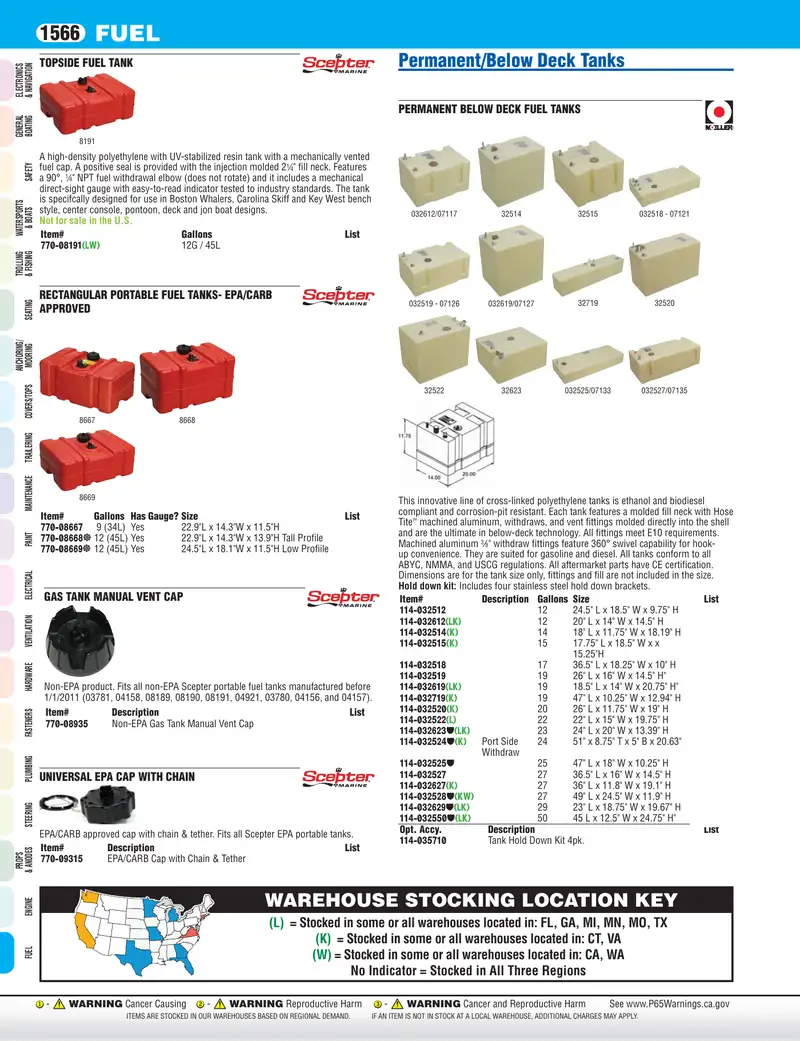 1566 FUEL
ELECTRONICS
& NAVIGATION
GENERAL
BOATING
SAFETY
WATERSPORTS
& BOATS
TROLLING
& FISHING
SEATING
ANCHORING/
MOORING
COVERS/TOPS
TRAILERING
MAINTENANCE
PAINT
ELECTRICAL
VENTILATION
HARDWARE
FASTENERS
PLUMBING
STEERING
PROPS
& ANODES
ENGINE
FUEL
TOPSIDE FUEL TANK
Scepter
MARINE
8191
A high-density polyethylene with UV-stabilized resin tank with a mechanically vented
fuel cap. A positive seal is provided with the injection molded 2¼" fill neck. Features
a 90°, ¼" NPT fuel withdrawal elbow (does not rotate) and it includes a mechanical
direct-sight gauge with easy-to-read indicator tested to industry standards. The tank
is specifcally designed for use in Boston Whalers, Carolina Skiff and Key West bench
style, center console, pontoon, deck and jon boat designs.
Not for sale in the U.S.
Item# Gallons List
770-08191(LW) 12G / 45L
RECTANGULAR PORTABLE FUEL TANKS- EPA/CARB
APPROVED
Scepter
MARINE
8667 8668
8669
Item# Gallons Has Gauge? Size List
770-08667 9 (34L) Yes 22.9"L x 14.3"W x 11.5"H
770-08668 12 (45L) Yes 22.9"L x 14.3"W x 13.9"H Tall Profile
770-08669 12 (45L) Yes 24.5"L x 18.1"W x 11.5"H Low Profiile
GAS TANK MANUAL VENT CAP
Scepter
MARINE
Non-EPA product. Fits all non-EPA Scepter portable fuel tanks manufactured before
1/1/2011 (03781, 04158, 08189, 08190, 08191, 04921, 03780, 04156, and 04157).
Item# Description List
770-08935 Non-EPA Gas Tank Manual Vent Cap
UNIVERSAL EPA CAP WITH CHAIN
Scepter
MARINE
EPA/CARB approved cap with chain & tether. Fits all Scepter EPA portable tanks.
Item# Description List
770-09315 EPA/CARB Cap with Chain & Tether
Permanent/Below Deck Tanks
PERMANENT BELOW DECK FUEL TANKS
MOELLER
032612/07117 32514 32515 032518 - 07121
032519 - 07126 032619/07127 32719 32520
32522 32623 032525/07133 032527/07135
11.75
14.00
20.00
This innovative line of cross-linked polyethylene tanks is ethanol and biodiesel
compliant and corrosion-pit resistant. Each tank features a molded fill neck with Hose
Tite™ machined aluminum, withdraws, and vent fittings molded directly into the shell
and are the ultimate in below-deck technology. All fittings meet E10 requirements.
Machined aluminum ⅜" withdraw fittings feature 360° swivel capability for hook-
up convenience. They are suited for gasoline and diesel. All tanks conform to all
ABYC, NMMA, and USCG regulations. All aftermarket parts have CE certification.
Dimensions are for the tank size only, fittings and fill are not included in the size.
Hold down kit: Includes four stainless steel hold down brackets.
Item# Description Gallons Size List
114-032512 12 24.5" L x 18.5" W x 9.75" H
114-032612(LK) 12 20" L x 14" W x 14.5" H
114-032514(K) 14 18" L x 11.75" W x 18.19" H
114-032515(K) 15 17.75" L x 18.5" W x x
15.25"H
114-032518 17 36.5" L x 18.25" W x 10" H
114-032519 19 26" L x 16" W x 14.5" H"
114-032619(LK) 19 18.5" L x 14" W x 20.75" H"
114-032719(K) 19 47" L x 10.25" W x 12.94" H
114-032520(K) 20 26" L x 11.75" W x 19" H
114-032522(L) 22 22" L x 15" W x 19.75" H
114-032623(LK) 23 24" L x 20" W x 13.39" H
114-032524(K) Port Side 24 51" x 8.75" T x 5" B x 20.63"
Withdraw
114-032525 25 47" L x 18" W x 10.25" H
114-032527 27 36.5" L x 16" W x 14.5" H
114-032627(K) 27 36" L x 11.8" W x 19.1" H
114-032528(KW) 27 49" L x 24.5" W x 11.9" H
114-032629(LK) 29 23" L x 18.75" W x 19.67" H
114-032550(LK) 50 45 L x 12.5" W x 24.75" H"
Opt. Accy. Description List
114-035710 Tank Hold Down Kit 4pk.
WAREHOUSE STOCKING LOCATION KEY
(L) = Stocked in some or all warehouses located in: FL, GA, MI, MN, MO, TX
(K) = Stocked in some or all warehouses located in: CT, VA
(W) = Stocked in some or all warehouses located in: CA, WA
No Indicator = Stocked in All Three Regions
1 - WARNING Cancer Causing 2 - WARNING Reproductive Harm 3 - WARNING Cancer and Reproductive Harm See www.P65Warnings.ca.gov
ITEMS ARE STOCKED IN OUR WAREHOUSES BASED ON REGIONAL DEMAND. IF AN ITEM IS NOT IN STOCK AT A LOCAL WAREHOUSE, ADDITIONAL CHARGES MAY APPLY.